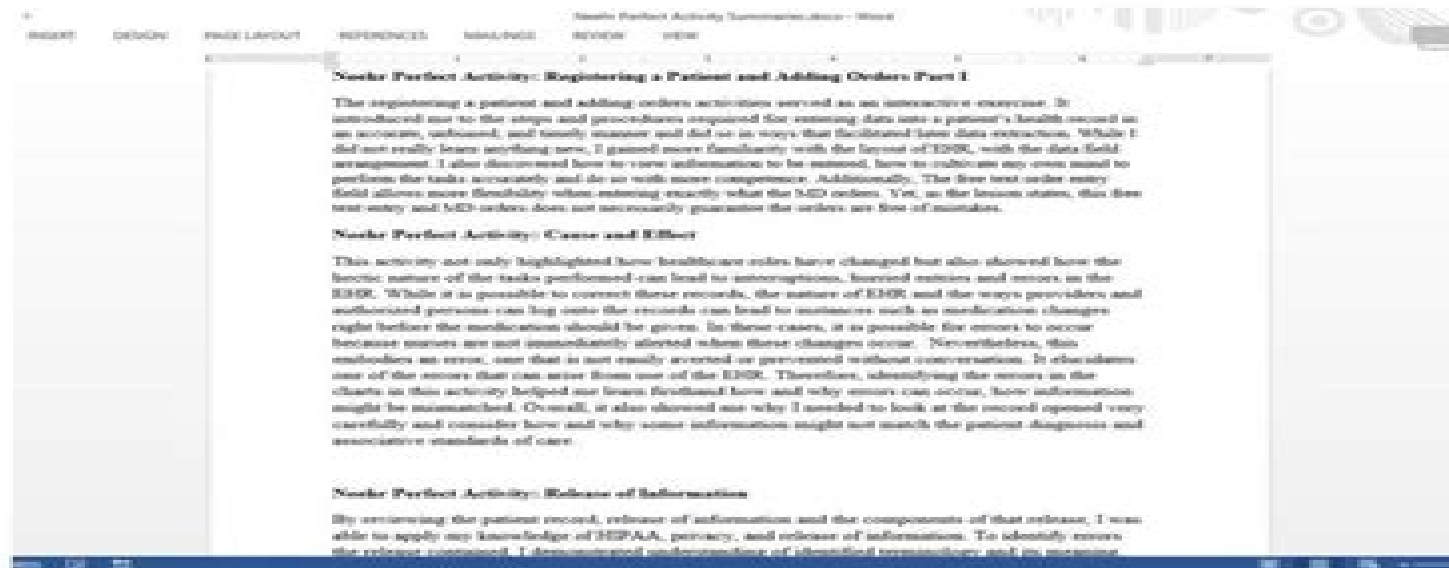 Neehr Perfect Activity Summaries.docx - Word
INSERT DESIGN PAGE LAYOUT REFERENCES MAILINGS REVIEW VIEW
Neehr Perfect Activity: Registering a Patient and Adding Orders Part I
The registering a patient and adding orders activities served as an interactive exercise. It
introduced me to the steps and procedures required for entering data into a patient's health record in
an accurate, unbiased, and timely manner and did so in ways that facilitated later data extraction. While I
did not really learn anything new, I gained more familiarity with the layout of EHR, with the data field
arrangement. I also discovered how to view information to be entered, how to cultivate my own mind to
perform the tasks accurately and do so with more competence. Additionally, The free text order entry
field allows more flexibility when entering exactly what the MD orders. Yet, as the lesson states, this free
text entry and MD orders does not necessarily guarantee the orders are free of mistakes.
Neehr Perfect Activity: Cause and Effect
This activity not only highlighted how healthcare roles have changed but also showed how the
hectic nature of the tasks performed can lead to interruptions, hurried entries and errors in the
EHR. While it is possible to correct these records, the nature of EHR and the ways providers and
authorized persons can log onto the records can lead to instances such as medication changes
right before the medication should be given. In these cases, it is possible for errors to occur
because nurses are not immediately alerted when these changes occur. Nevertheless, this
embodies an error, one that is not easily averted or prevented without conversation. It elucidates
one of the errors that can arise from use of the EHR. Therefore, identifying the errors in the
charts in this activity helped me learn firsthand how and why errors can occur, how information
might be mismatched. Overall, it also showed me why I needed to look at the record opened very
carefully and consider how and why some information might not match the patient diagnosis and
associative standards of care.
Neehr Perfect Activity: Release of Information
By reviewing the patient record, release of information and the components of that release, I was
able to apply my knowledge of HIPAA, privacy, and release of information. To identify errors
the release contained, I demonstrated understanding of identified terminology and its meaning